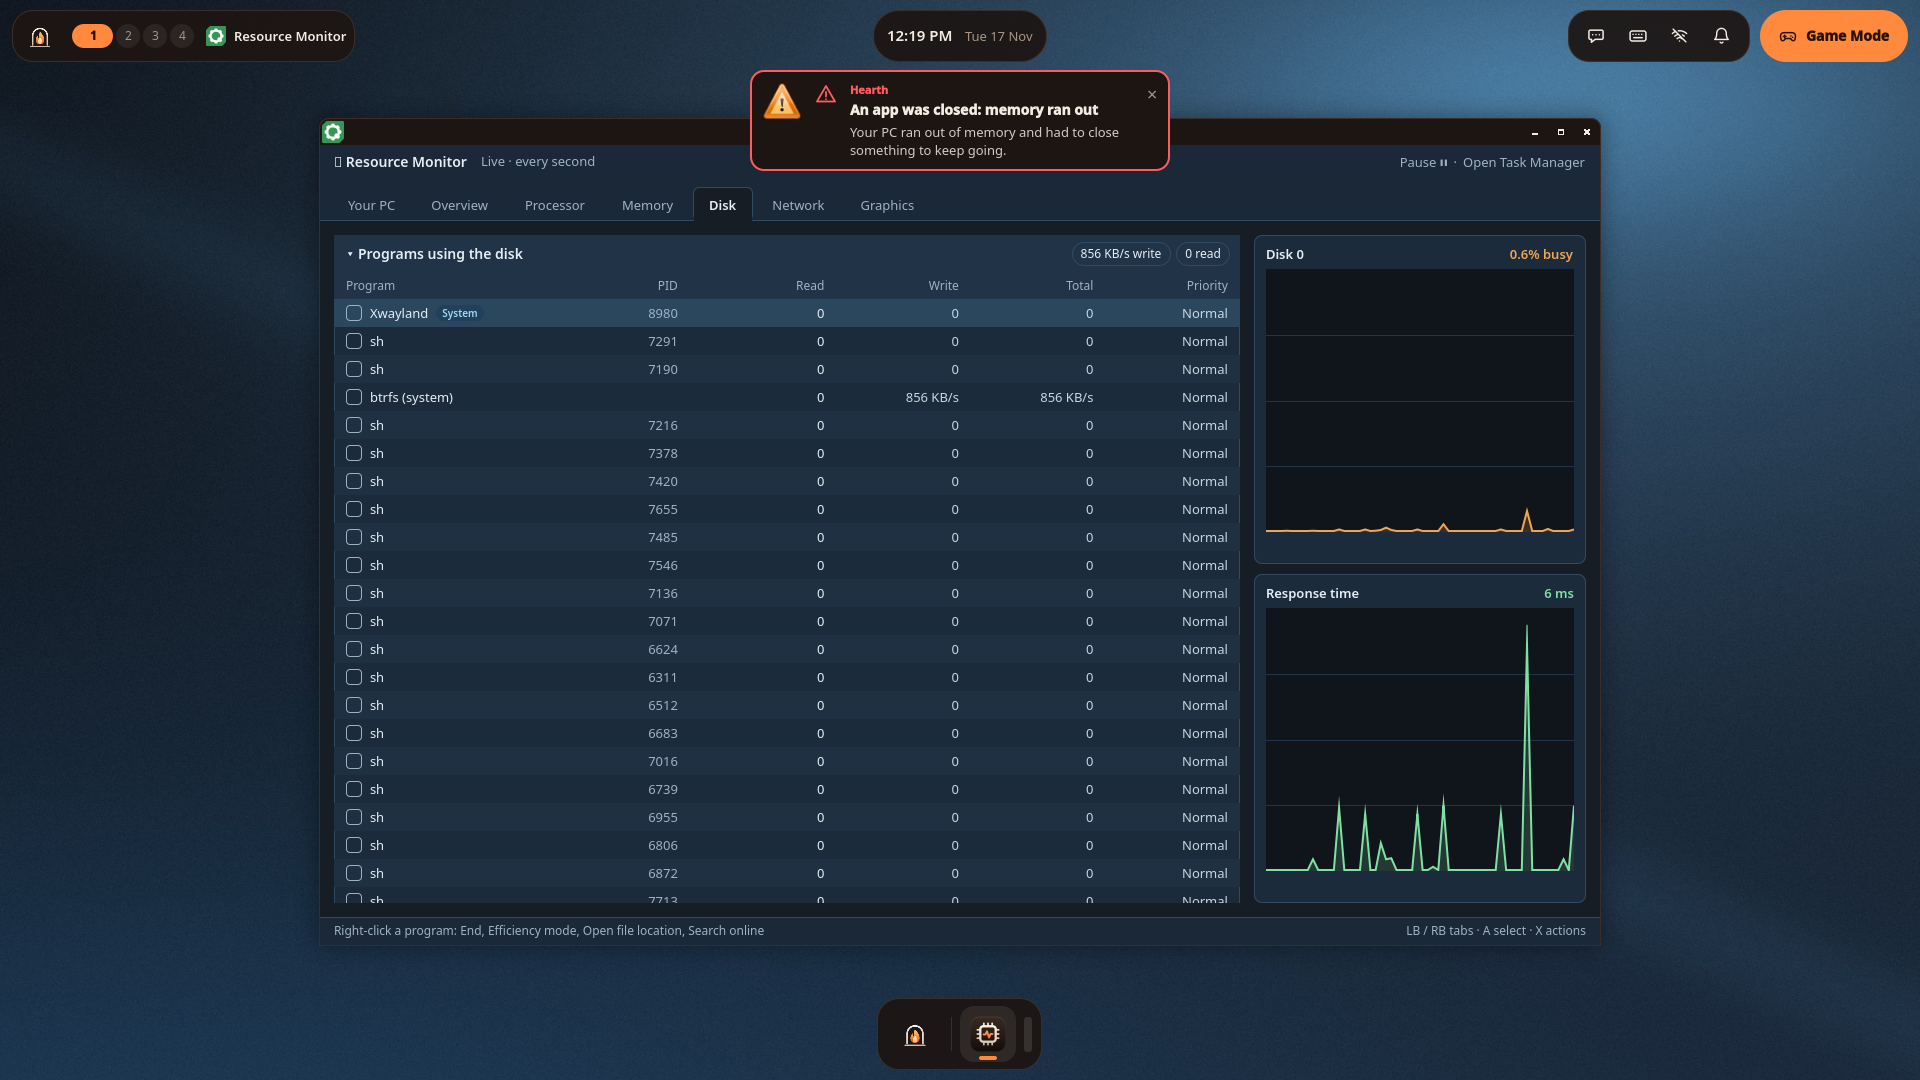 1 2 3 4 Resource Monitor
12:19 PM Tue 17 Nov
Game Mode
Hearth
An app was closed: memory ran out
Your PC ran out of memory and had to close
something to keep going.
Resource Monitor Live · every second
Pause · Open Task Manager
Your PC Overview Processor Memory Disk Network Graphics
Programs using the disk 856 KB/s write 0 read
Program PID Read Write Total Priority
Xwayland System 8980 0 0 0 Normal
sh 7291 0 0 0 Normal
sh 7190 0 0 0 Normal
btrfs (system) 0 856 KB/s 856 KB/s Normal
sh 7216 0 0 0 Normal
sh 7378 0 0 0 Normal
sh 7420 0 0 0 Normal
sh 7655 0 0 0 Normal
sh 7485 0 0 0 Normal
sh 7546 0 0 0 Normal
sh 7136 0 0 0 Normal
sh 7071 0 0 0 Normal
sh 6624 0 0 0 Normal
sh 6311 0 0 0 Normal
sh 6512 0 0 0 Normal
sh 6683 0 0 0 Normal
sh 7016 0 0 0 Normal
sh 6739 0 0 0 Normal
sh 6955 0 0 0 Normal
sh 6806 0 0 0 Normal
sh 6872 0 0 0 Normal
sh 7713 0 0 0 Normal
Disk 0 0.6% busy
Response time 6 ms
Right-click a program: End, Efficiency mode, Open file location, Search online
LB / RB tabs · A select · X actions